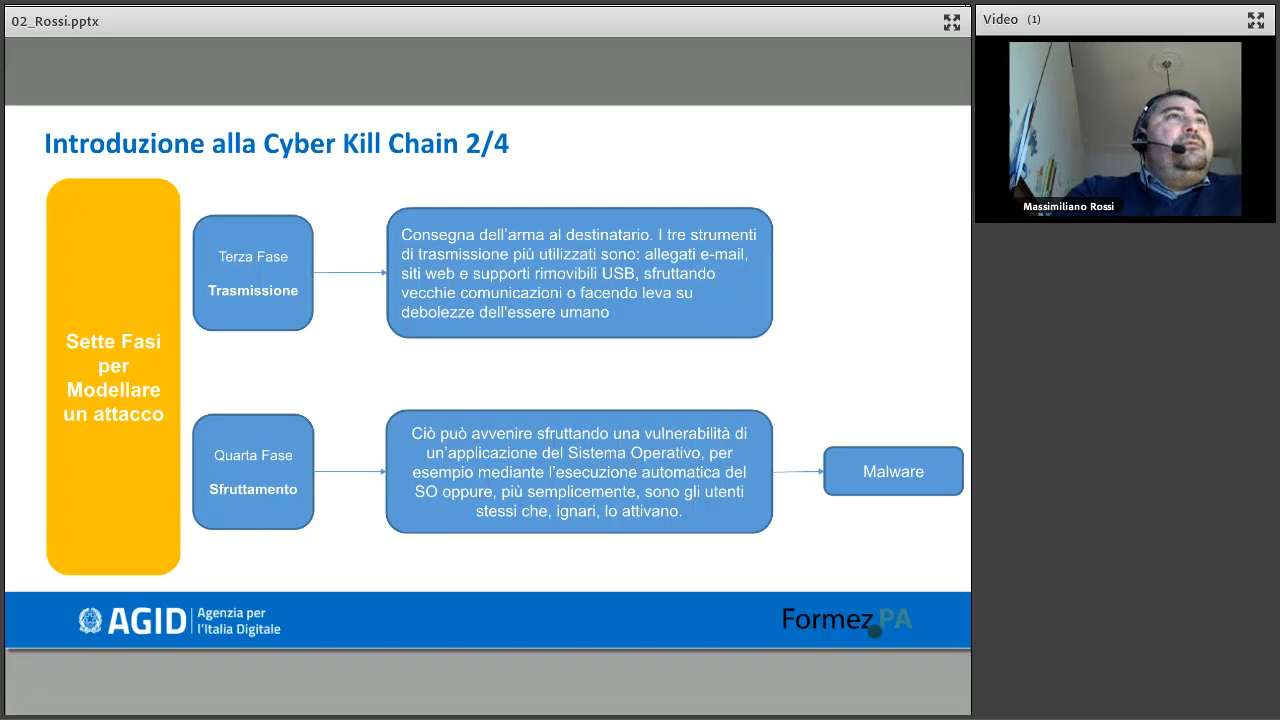 02_Rossi.pptx
Video (1)
Introduzione alla Cyber Kill Chain 2/4
Sette Fasi
per
Modellare
un attacco
Terza Fase
Trasmissione
Consegna dell’arma al destinatario. I tre strumenti
di trasmissione più utilizzati sono: allegati e-mail,
siti web e supporti rimovibili USB, sfruttando
vecchie comunicazioni o facendo leva su
debolezze dell'essere umano
Quarta Fase
Sfruttamento
Ciò può avvenire sfruttando una vulnerabilità di
un’applicazione del Sistema Operativo, per
esempio mediante l’esecuzione automatica del
SO oppure, più semplicemente, sono gli utenti
stessi che, ignari, lo attivano.
Malware
AGID
Agenzia per
l’Italia Digitale
Formez PA
Massimiliano Rossi